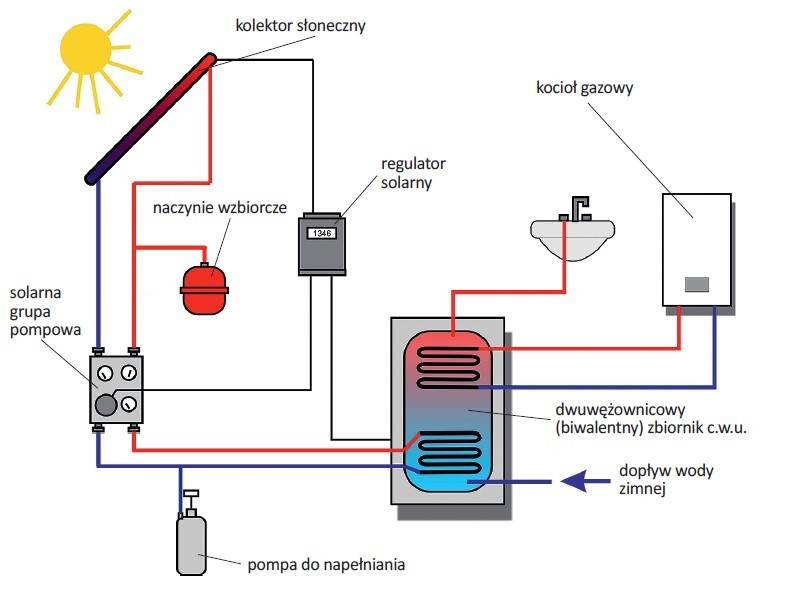 kolektor słoneczny
kocioł gazowy
regulator
solarny
naczynie wzbiorcze
1346
solarna
grupa
pompowa
dwuwężownicowy
(biwalentny) zbiornik c.w.u.
dopływ wody
zimnej
pompa do napełniania